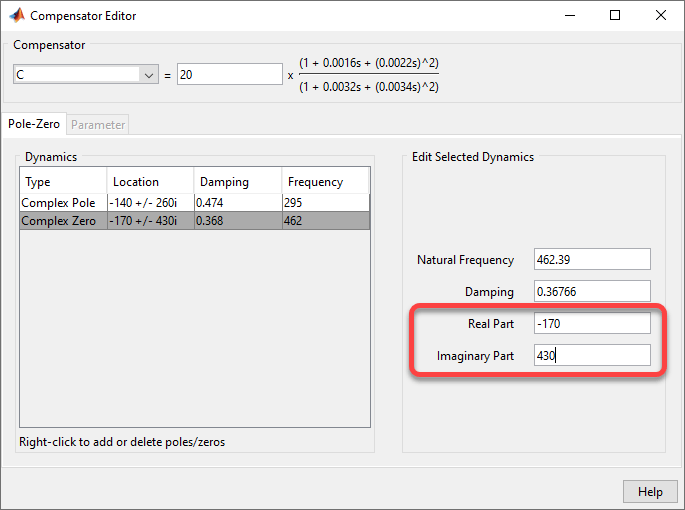 Compensator Editor
Compensator
C = 20 x (1 + 0.0016s + (0.0022s)^2)
(1 + 0.0032s + (0.0034s)^2)
Pole-Zero Parameter
Dynamics
Type Location Damping Frequency
Complex Pole -140 +/- 260i 0.474 295
Complex Zero -170 +/- 430i 0.368 462
Right-click to add or delete poles/zeros
Edit Selected Dynamics
Natural Frequency 462.39
Damping 0.36766
Real Part -170
Imaginary Part 430
Help